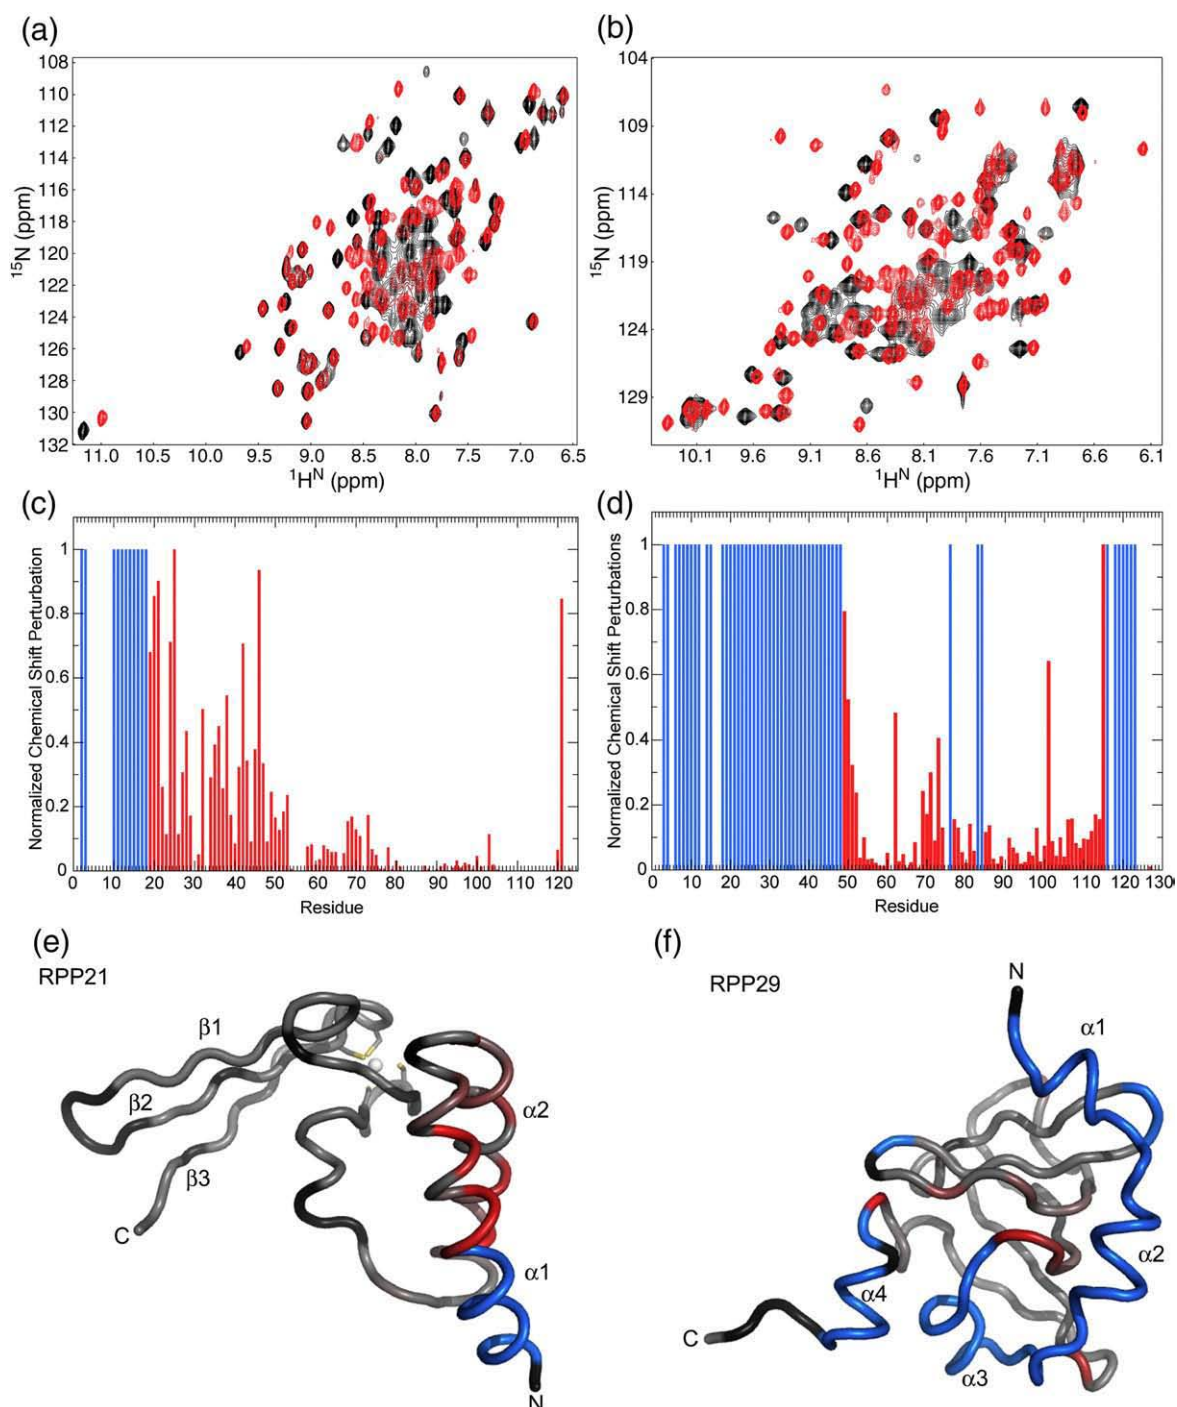 (a)
108
110
112
114
116
118
120
122
124
126
128
130
132
15N (ppm)
11.0 10.5 10.0 9.5 9.0 8.5 8.0 7.5 7.0 6.5
1HN (ppm)
(b)
104
109
114
119
124
129
15N (ppm)
10.1 9.6 9.1 8.6 8.1 7.6 7.1 6.6 6.1
1HN (ppm)
(c)
Normalized Chemical Shift Perturbation
1
0.8
0.6
0.4
0.2
0
0 10 20 30 40 50 60 70 80 90 100 110 120
Residue
(d)
Normalized Chemical Shift Perturbations
1
0.8
0.6
0.4
0.2
0
0 10 20 30 40 50 60 70 80 90 100 110 120 130
Residue
(e)
RPP21
β1
β2
β3
α2
α1
C
N
(f)
RPP29
N
α1
α2
α4
C
α3